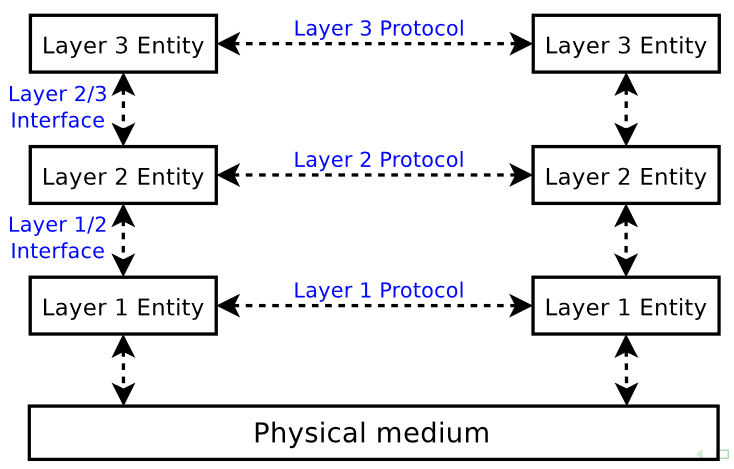 Layer 3 Protocol
Layer 3 Entity
Layer 3 Entity
Layer 2/3
Interface
Layer 2 Protocol
Layer 2 Entity
Layer 2 Entity
Layer 1/2
Interface
Layer 1 Protocol
Layer 1 Entity
Layer 1 Entity
Physical medium